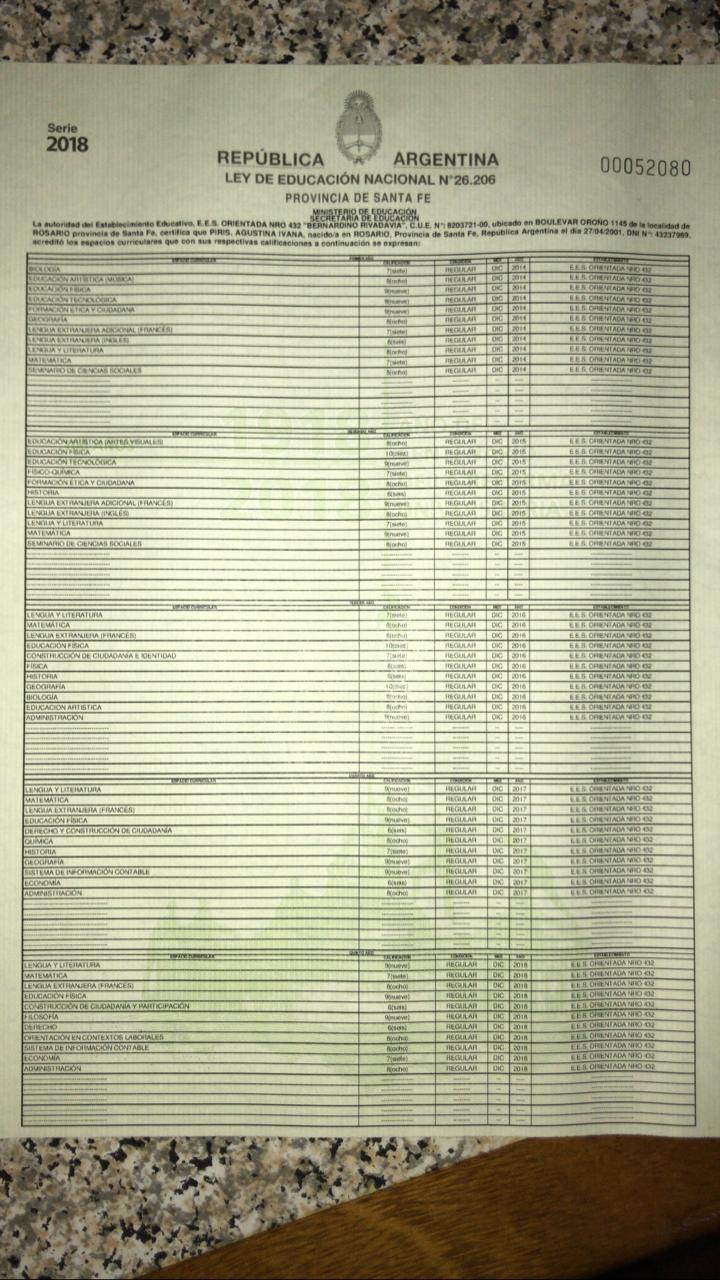 Serie
2018
REPÚBLICA ARGENTINA
00052080
LEY DE EDUCACIÓN NACIONAL N°26.206
PROVINCIA DE SANTA FE
MINISTERIO DE EDUCACIÓN
SECRETARÍA DE EDUCACIÓN
La autoridad del Establecimiento Educativo, E.E.S. ORIENTADA NRO 432 "BERNARDINO RIVADAVIA", C.U.E. N°: 8203721-00, ubicado en BOULEVAR OROÑO 1145 de la localidad de
ROSARIO provincia de Santa Fe, certifica que PIRIS, AGUSTINA IVANA, nacido/a en ROSARIO, Provincia de Santa Fe, República Argentina el día 27/04/2001, DNI N°: 43237969,
acreditó los espacios curriculares que con sus respectivas calificaciones a continuación se expresan:
PRIMER AÑO
ESPACIO CURRICULAR CALIFICACIÓN CONDICIÓN MES AÑO ESTABLECIMIENTO
BIOLOGÍA 7(siete) REGULAR DIC 2014 E.E.S. ORIENTADA NRO 432
EDUCACIÓN ARTÍSTICA (MÚSICA) 8(ocho) REGULAR DIC 2014 E.E.S. ORIENTADA NRO 432
EDUCACIÓN FÍSICA 9(nueve) REGULAR DIC 2014 E.E.S. ORIENTADA NRO 432
EDUCACIÓN TECNOLÓGICA 9(nueve) REGULAR DIC 2014 E.E.S. ORIENTADA NRO 432
FORMACIÓN ÉTICA Y CIUDADANA 9(nueve) REGULAR DIC 2014 E.E.S. ORIENTADA NRO 432
GEOGRAFÍA 8(ocho) REGULAR DIC 2014 E.E.S. ORIENTADA NRO 432
LENGUA EXTRANJERA ADICIONAL (FRANCÉS) 7(siete) REGULAR DIC 2014 E.E.S. ORIENTADA NRO 432
LENGUA EXTRANJERA (INGLÉS) 6(seis) REGULAR DIC 2014 E.E.S. ORIENTADA NRO 432
LENGUA Y LITERATURA 8(ocho) REGULAR DIC 2014 E.E.S. ORIENTADA NRO 432
MATEMÁTICA 7(siete) REGULAR DIC 2014 E.E.S. ORIENTADA NRO 432
SEMINARIO DE CIENCIAS SOCIALES 8(ocho) REGULAR DIC 2014 E.E.S. ORIENTADA NRO 432
SEGUNDO AÑO
ESPACIO CURRICULAR CALIFICACIÓN CONDICIÓN MES AÑO ESTABLECIMIENTO
EDUCACIÓN ARTÍSTICA (ARTES VISUALES) 8(ocho) REGULAR DIC 2015 E.E.S. ORIENTADA NRO 432
EDUCACIÓN FÍSICA 10(diez) REGULAR DIC 2015 E.E.S. ORIENTADA NRO 432
EDUCACIÓN TECNOLÓGICA 9(nueve) REGULAR DIC 2015 E.E.S. ORIENTADA NRO 432
FÍSICO-QUÍMICA 7(siete) REGULAR DIC 2015 E.E.S. ORIENTADA NRO 432
FORMACIÓN ÉTICA Y CIUDADANA 8(ocho) REGULAR DIC 2015 E.E.S. ORIENTADA NRO 432
HISTORIA 6(seis) REGULAR DIC 2015 E.E.S. ORIENTADA NRO 432
LENGUA EXTRANJERA ADICIONAL (FRANCÉS) 9(nueve) REGULAR DIC 2015 E.E.S. ORIENTADA NRO 432
LENGUA EXTRANJERA (INGLÉS) 8(ocho) REGULAR DIC 2015 E.E.S. ORIENTADA NRO 432
LENGUA Y LITERATURA 7(siete) REGULAR DIC 2015 E.E.S. ORIENTADA NRO 432
MATEMÁTICA 9(nueve) REGULAR DIC 2015 E.E.S. ORIENTADA NRO 432
SEMINARIO DE CIENCIAS SOCIALES 8(ocho) REGULAR DIC 2015 E.E.S. ORIENTADA NRO 432
TERCER AÑO
ESPACIO CURRICULAR CALIFICACIÓN CONDICIÓN MES AÑO ESTABLECIMIENTO
LENGUA Y LITERATURA 7(siete) REGULAR DIC 2016 E.E.S. ORIENTADA NRO 432
MATEMÁTICA 8(ocho) REGULAR DIC 2016 E.E.S. ORIENTADA NRO 432
LENGUA EXTRANJERA (FRANCÉS) 8(ocho) REGULAR DIC 2016 E.E.S. ORIENTADA NRO 432
EDUCACIÓN FÍSICA 10(diez) REGULAR DIC 2016 E.E.S. ORIENTADA NRO 432
CONSTRUCCIÓN DE CIUDADANÍA E IDENTIDAD 7(siete) REGULAR DIC 2016 E.E.S. ORIENTADA NRO 432
FÍSICA 6(seis) REGULAR DIC 2016 E.E.S. ORIENTADA NRO 432
HISTORIA 6(seis) REGULAR DIC 2016 E.E.S. ORIENTADA NRO 432
GEOGRAFÍA 10(diez) REGULAR DIC 2016 E.E.S. ORIENTADA NRO 432
BIOLOGÍA 8(ocho) REGULAR DIC 2016 E.E.S. ORIENTADA NRO 432
EDUCACIÓN ARTÍSTICA 8(ocho) REGULAR DIC 2016 E.E.S. ORIENTADA NRO 432
ADMINISTRACIÓN 9(nueve) REGULAR DIC 2016 E.E.S. ORIENTADA NRO 432
CUARTO AÑO
ESPACIO CURRICULAR CALIFICACIÓN CONDICIÓN MES AÑO ESTABLECIMIENTO
LENGUA Y LITERATURA 9(nueve) REGULAR DIC 2017 E.E.S. ORIENTADA NRO 432
MATEMÁTICA 8(ocho) REGULAR DIC 2017 E.E.S. ORIENTADA NRO 432
LENGUA EXTRANJERA (FRANCÉS) 8(ocho) REGULAR DIC 2017 E.E.S. ORIENTADA NRO 432
EDUCACIÓN FÍSICA 9(nueve) REGULAR DIC 2017 E.E.S. ORIENTADA NRO 432
DERECHO Y CONSTRUCCIÓN DE CIUDADANÍA 6(seis) REGULAR DIC 2017 E.E.S. ORIENTADA NRO 432
QUÍMICA 8(ocho) REGULAR DIC 2017 E.E.S. ORIENTADA NRO 432
HISTORIA 7(siete) REGULAR DIC 2017 E.E.S. ORIENTADA NRO 432
GEOGRAFÍA 9(nueve) REGULAR DIC 2017 E.E.S. ORIENTADA NRO 432
SISTEMA DE INFORMACIÓN CONTABLE 9(nueve) REGULAR DIC 2017 E.E.S. ORIENTADA NRO 432
ECONOMÍA 6(seis) REGULAR DIC 2017 E.E.S. ORIENTADA NRO 432
ADMINISTRACIÓN 8(ocho) REGULAR DIC 2017 E.E.S. ORIENTADA NRO 432
QUINTO AÑO
ESPACIO CURRICULAR CALIFICACIÓN CONDICIÓN MES AÑO ESTABLECIMIENTO
LENGUA Y LITERATURA 9(nueve) REGULAR DIC 2018 E.E.S. ORIENTADA NRO 432
MATEMÁTICA 7(siete) REGULAR DIC 2018 E.E.S. ORIENTADA NRO 432
LENGUA EXTRANJERA (FRANCÉS) 8(ocho) REGULAR DIC 2018 E.E.S. ORIENTADA NRO 432
EDUCACIÓN FÍSICA 9(nueve) REGULAR DIC 2018 E.E.S. ORIENTADA NRO 432
CONSTRUCCIÓN DE CIUDADANÍA Y PARTICIPACIÓN 6(seis) REGULAR DIC 2018 E.E.S. ORIENTADA NRO 432
FILOSOFÍA 9(nueve) REGULAR DIC 2018 E.E.S. ORIENTADA NRO 432
DERECHO 6(seis) REGULAR DIC 2018 E.E.S. ORIENTADA NRO 432
ORIENTACIÓN EN CONTEXTOS LABORALES 8(ocho) REGULAR DIC 2018 E.E.S. ORIENTADA NRO 432
SISTEMA DE INFORMACIÓN CONTABLE 8(ocho) REGULAR DIC 2018 E.E.S. ORIENTADA NRO 432
ECONOMÍA 7(siete) REGULAR DIC 2018 E.E.S. ORIENTADA NRO 432
ADMINISTRACIÓN 8(ocho) REGULAR DIC 2018 E.E.S. ORIENTADA NRO 432